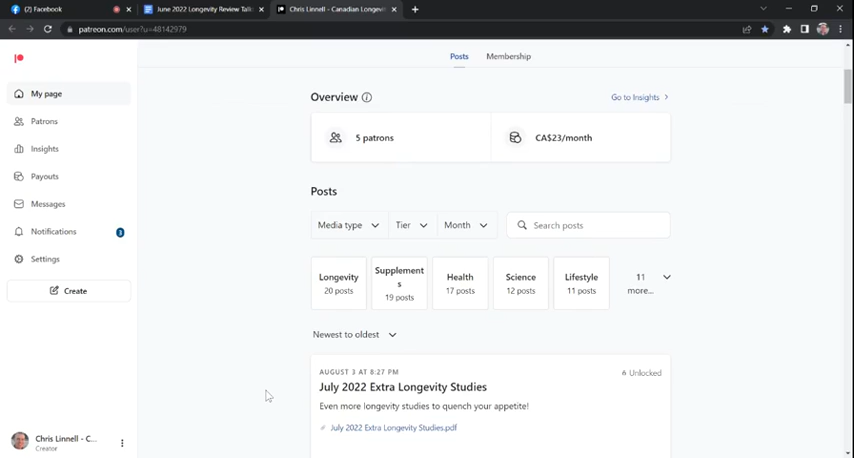 (2) Facebook
June 2022 Longevity Review Talk
Chris Linnell - Canadian Longev
patreon.com/user?u=48142979
Posts
Membership
My page
Patrons
Insights
Payouts
Messages
Notifications
3
Settings
Create
Overview
Go to Insights
5 patrons
CA$23/month
Posts
Media type
Tier
Month
Search posts
Longevity
20 posts
Supplement
s
19 posts
Health
17 posts
Science
12 posts
Lifestyle
11 posts
11
more...
Newest to oldest
AUGUST 3 AT 8:27 PM
Unlocked
July 2022 Extra Longevity Studies
Even more longevity studies to quench your appetite!
July 2022 Extra Longevity Studies.pdf
Chris Linnell - C...
Creator